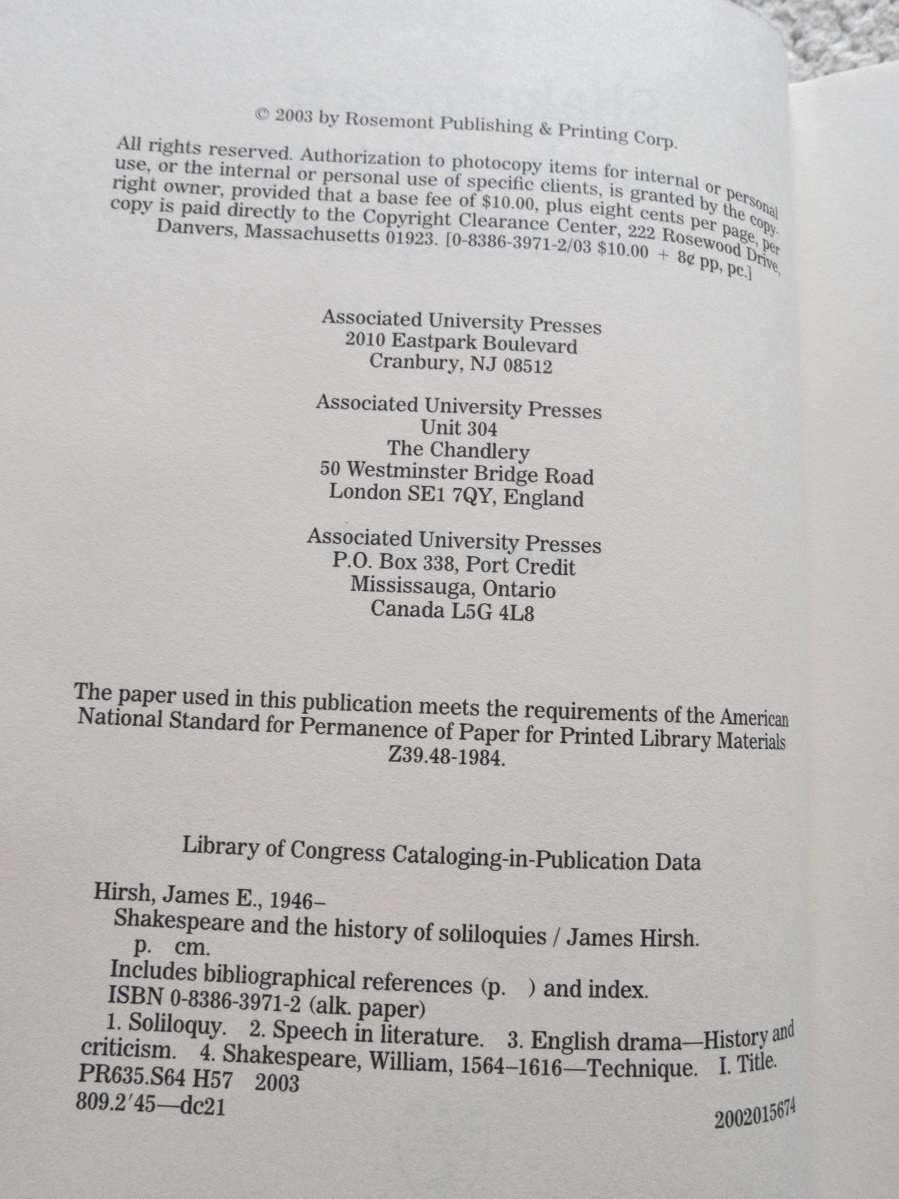 © 2003 by Rosemont Publishing & Printing Corp.
All rights reserved. Authorization to photocopy items for internal or personal
use, or the internal or personal use of specific clients, is granted by the copy-
right owner, provided that a base fee of $10.00, plus eight cents per page, per
copy is paid directly to the Copyright Clearance Center, 222 Rosewood Drive,
Danvers, Massachusetts 01923. [0-8386-3971-2/03 $10.00 + 8¢ pp, pc.]
Associated University Presses
2010 Eastpark Boulevard
Cranbury, NJ 08512
Associated University Presses
Unit 304
The Chandlery
50 Westminster Bridge Road
London SE1 7QY, England
Associated University Presses
P.O. Box 338, Port Credit
Mississauga, Ontario
Canada L5G 4L8
The paper used in this publication meets the requirements of the American
National Standard for Permanence of Paper for Printed Library Materials
Z39.48-1984.
Library of Congress Cataloging-in-Publication Data
Hirsh, James E., 1946–
Shakespeare and the history of soliloquies / James Hirsh.
p. cm.
Includes bibliographical references (p. ) and index.
ISBN 0-8386-3971-2 (alk. paper)
1. Soliloquy. 2. Speech in literature. 3. English drama—History and
criticism. 4. Shakespeare, William, 1564–1616—Technique. I. Title.
PR635.S64 H57 2003
809.2′45—dc21
2002015674